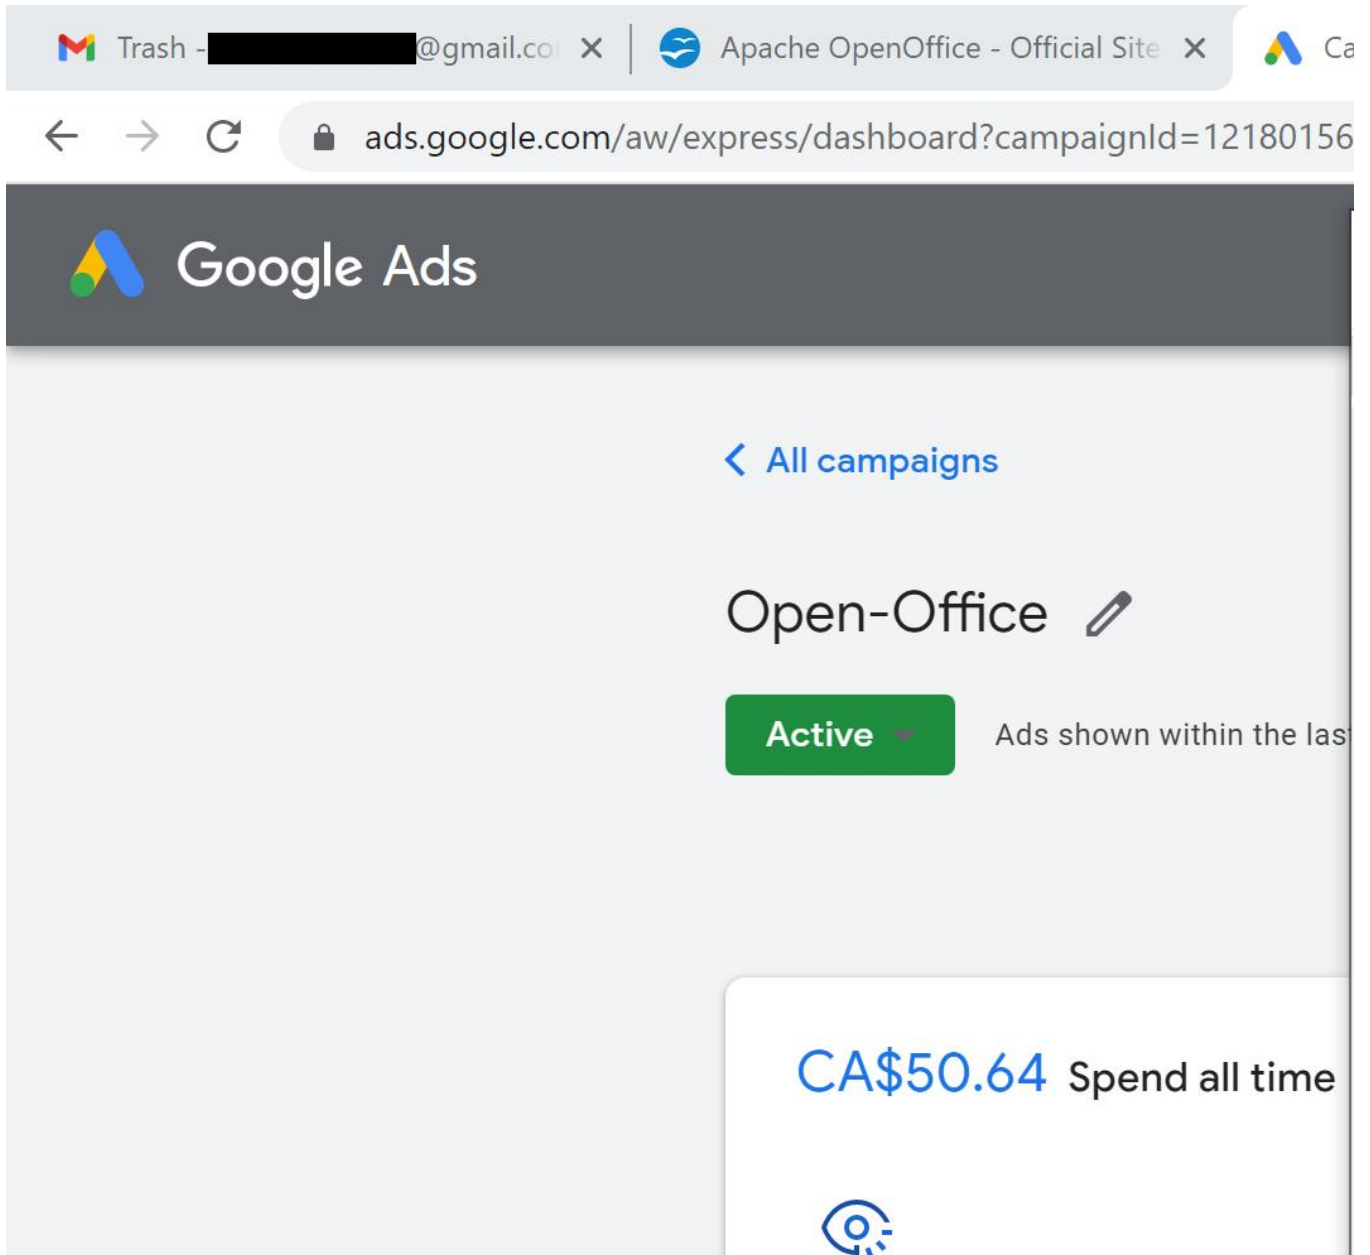 Trash - @gmail.co
Apache OpenOffice - Official Site
Ca
ads.google.com/aw/express/dashboard?campaignId=12180156
Google Ads
All campaigns
Open-Office
Active
Ads shown within the las
CA$50.64 Spend all time